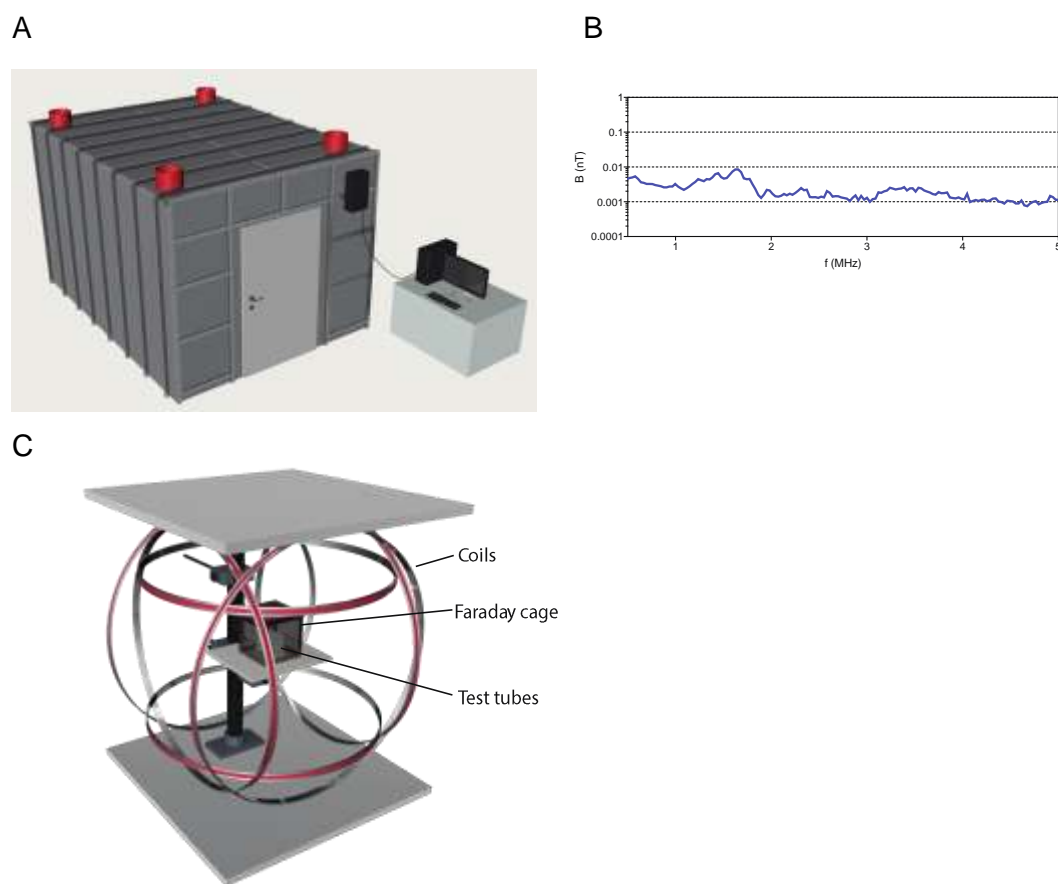 A
B
1
0.1
0.01
0.001
0.0001
B (nT)
1 2 3 4 5
f (MHz)
C
Coils
Faraday cage
Test tubes